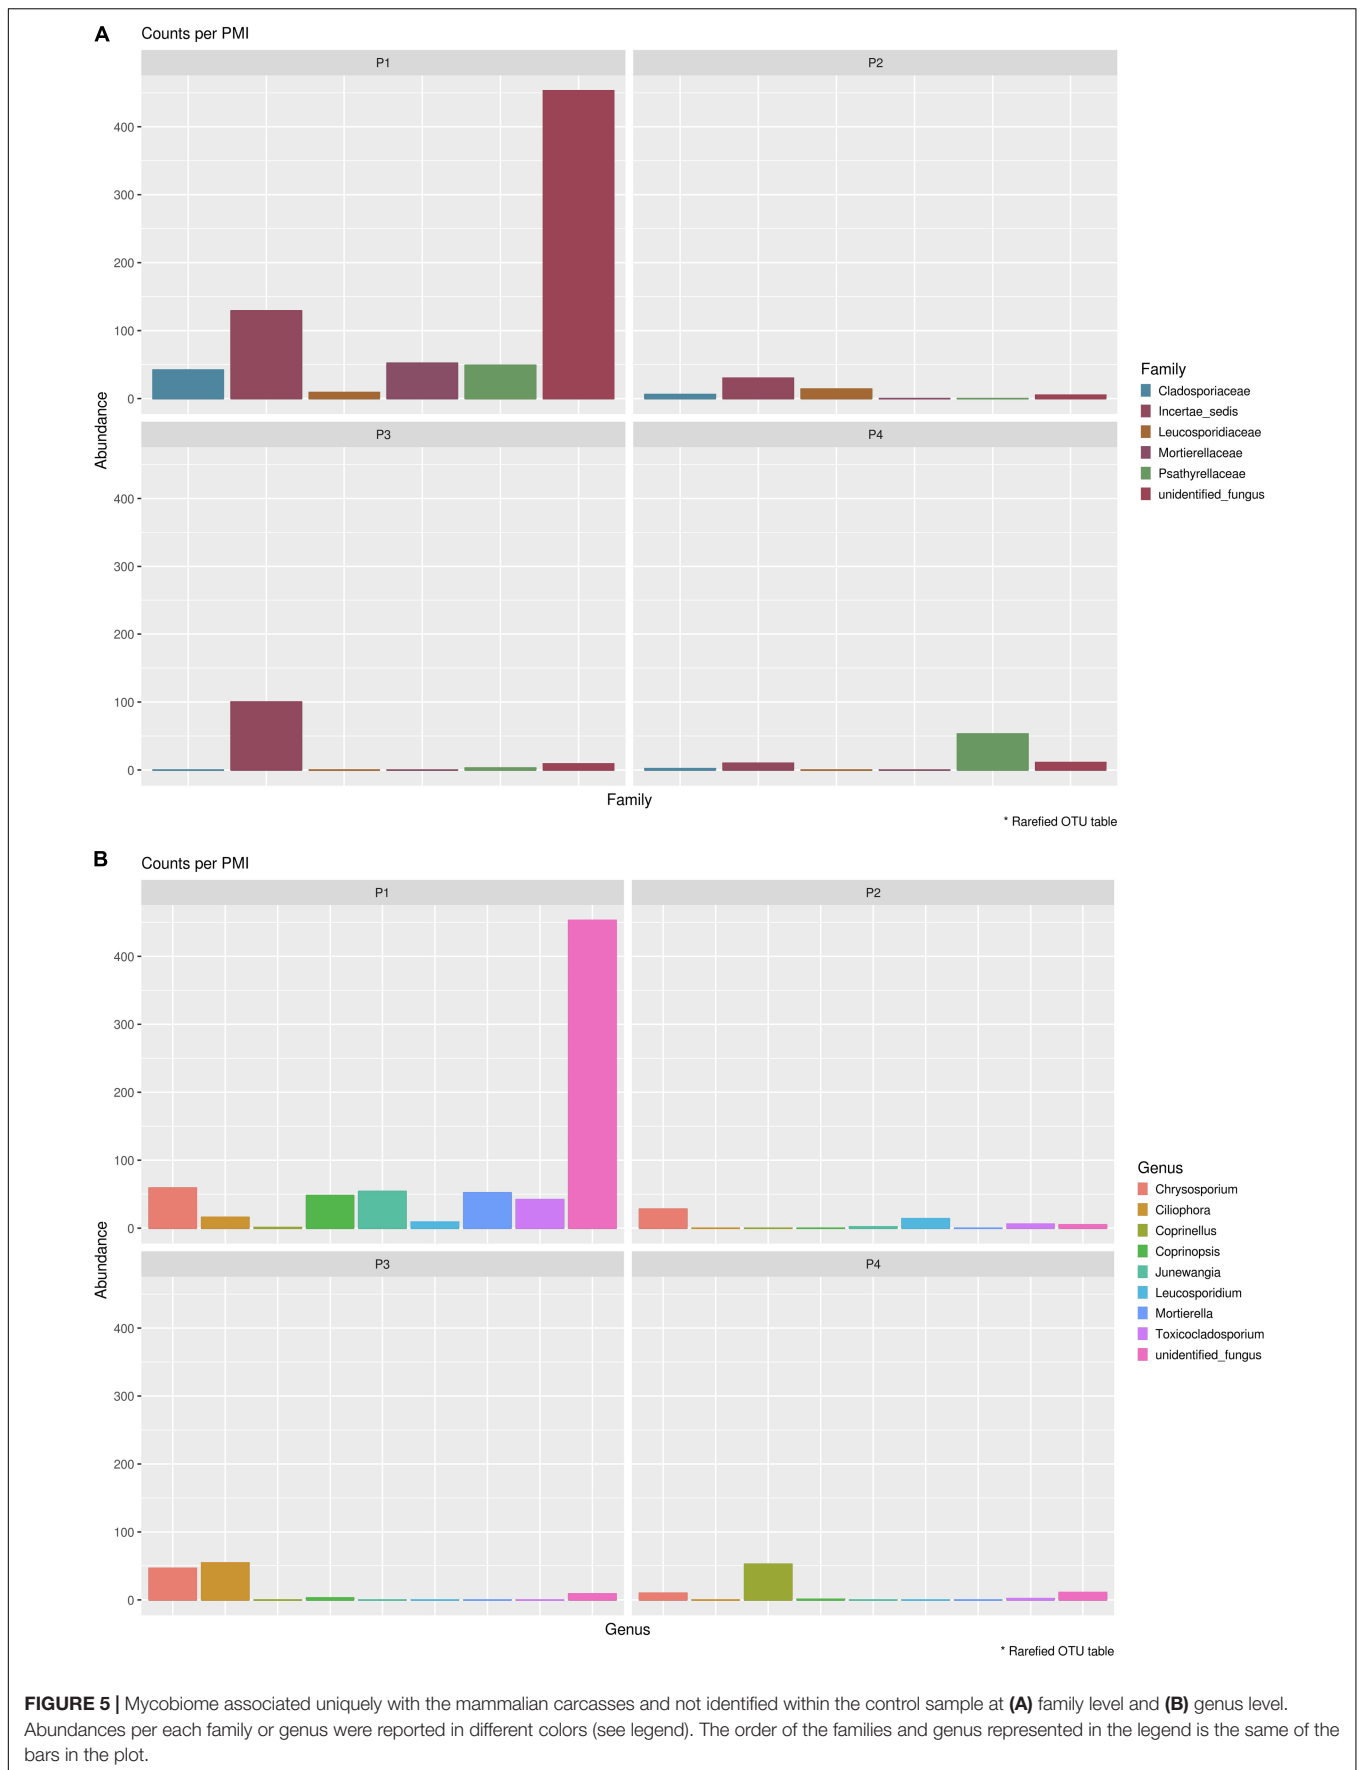 A
Counts per PMI
P1
P2
400
300
200
100
0
P3
P4
400
300
200
100
0
Abundance
Family
* Rarefied OTU table
Family
Cladosporiaceae
Incertae_sedis
Leucosporidiaceae
Mortierellaceae
Psathyrellaceae
unidentified_fungus
B
Counts per PMI
P1
P2
400
300
200
100
0
P3
P4
400
300
200
100
0
Abundance
Genus
* Rarefied OTU table
Genus
Chrysosporium
Ciliophora
Coprinellus
Coprinopsis
Junewangia
Leucosporidium
Mortierella
Toxicocladosporium
unidentified_fungus
FIGURE 5 | Mycobiome associated uniquely with the mammalian carcasses and not identified within the control sample at (A) family level and (B) genus level.
Abundances per each family or genus were reported in different colors (see legend). The order of the families and genus represented in the legend is the same of the
bars in the plot.